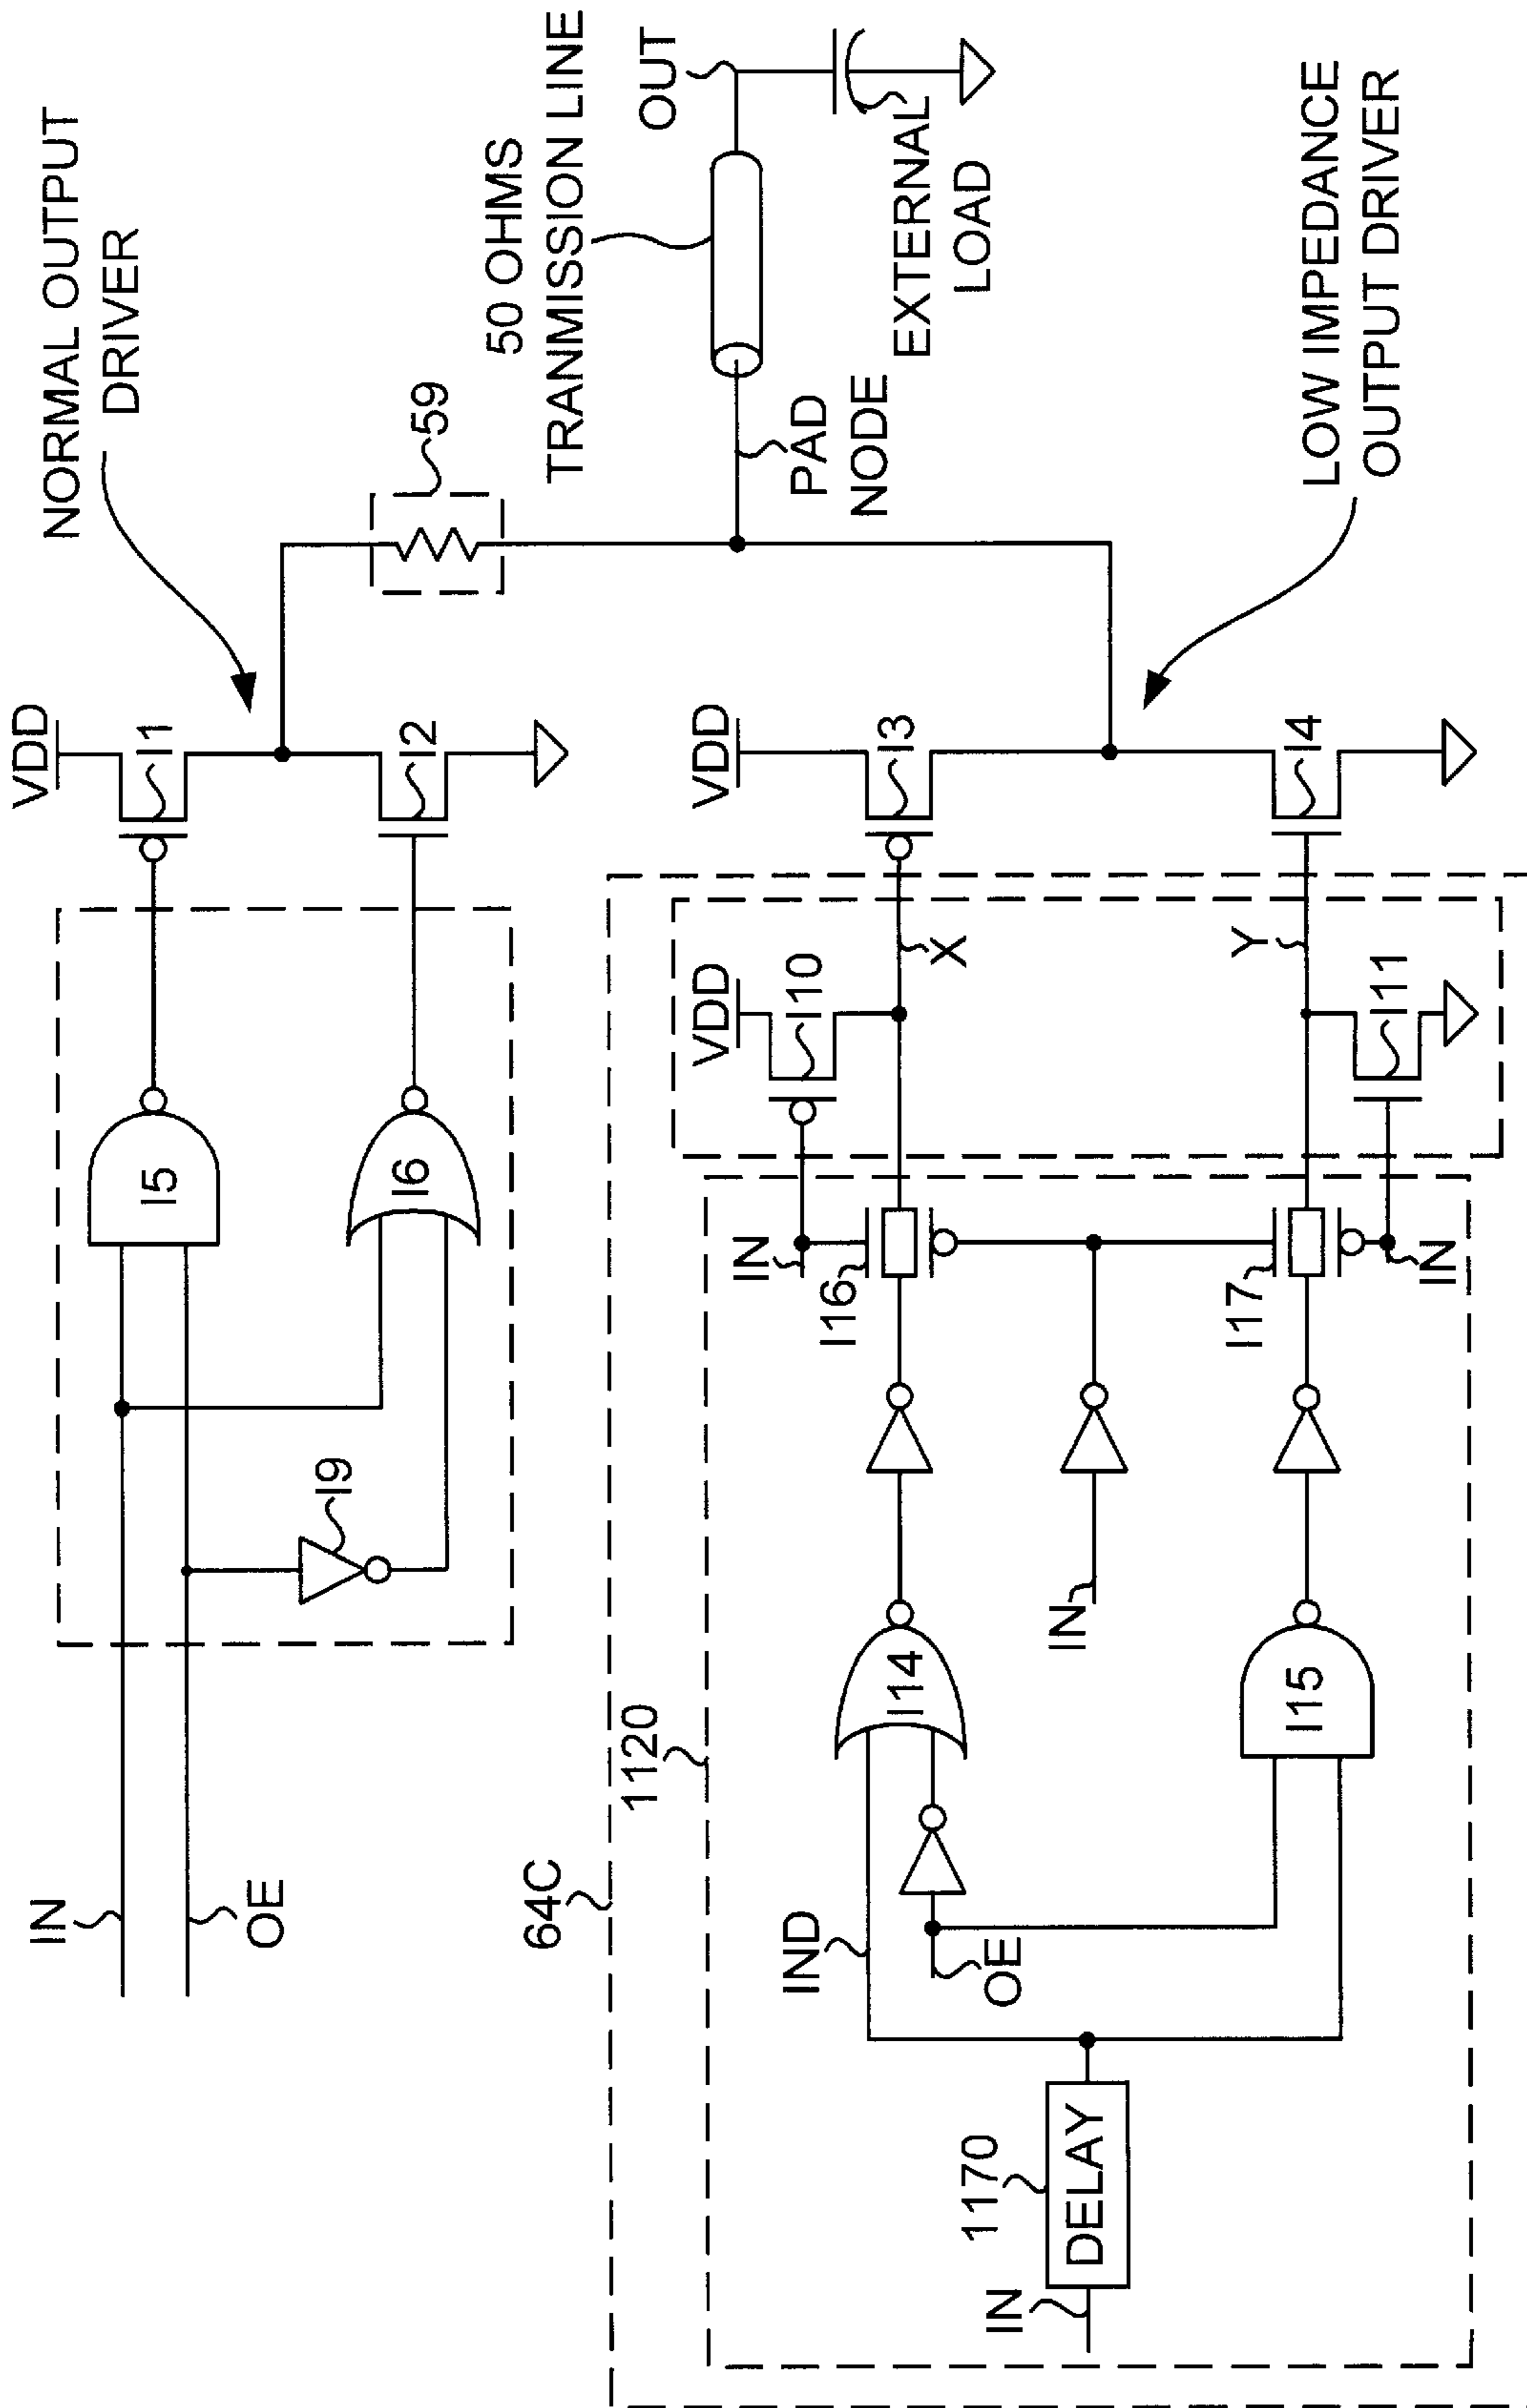 IN
OE
I9
I5
I6
VDD
I1
I2
NORMAL OUTPUT
DRIVER
59
50 OHMS
TRANMISSION LINE
OUT
PAD
NODE
EXTERNAL
LOAD
64C
1120
IN
1170
DELAY
IND
OE
I14
I15
IN
I16
IN
I17
IN
VDD
I10
I11
X
Y
VDD
I3
I4
LOW IMPEDANCE
OUTPUT DRIVER